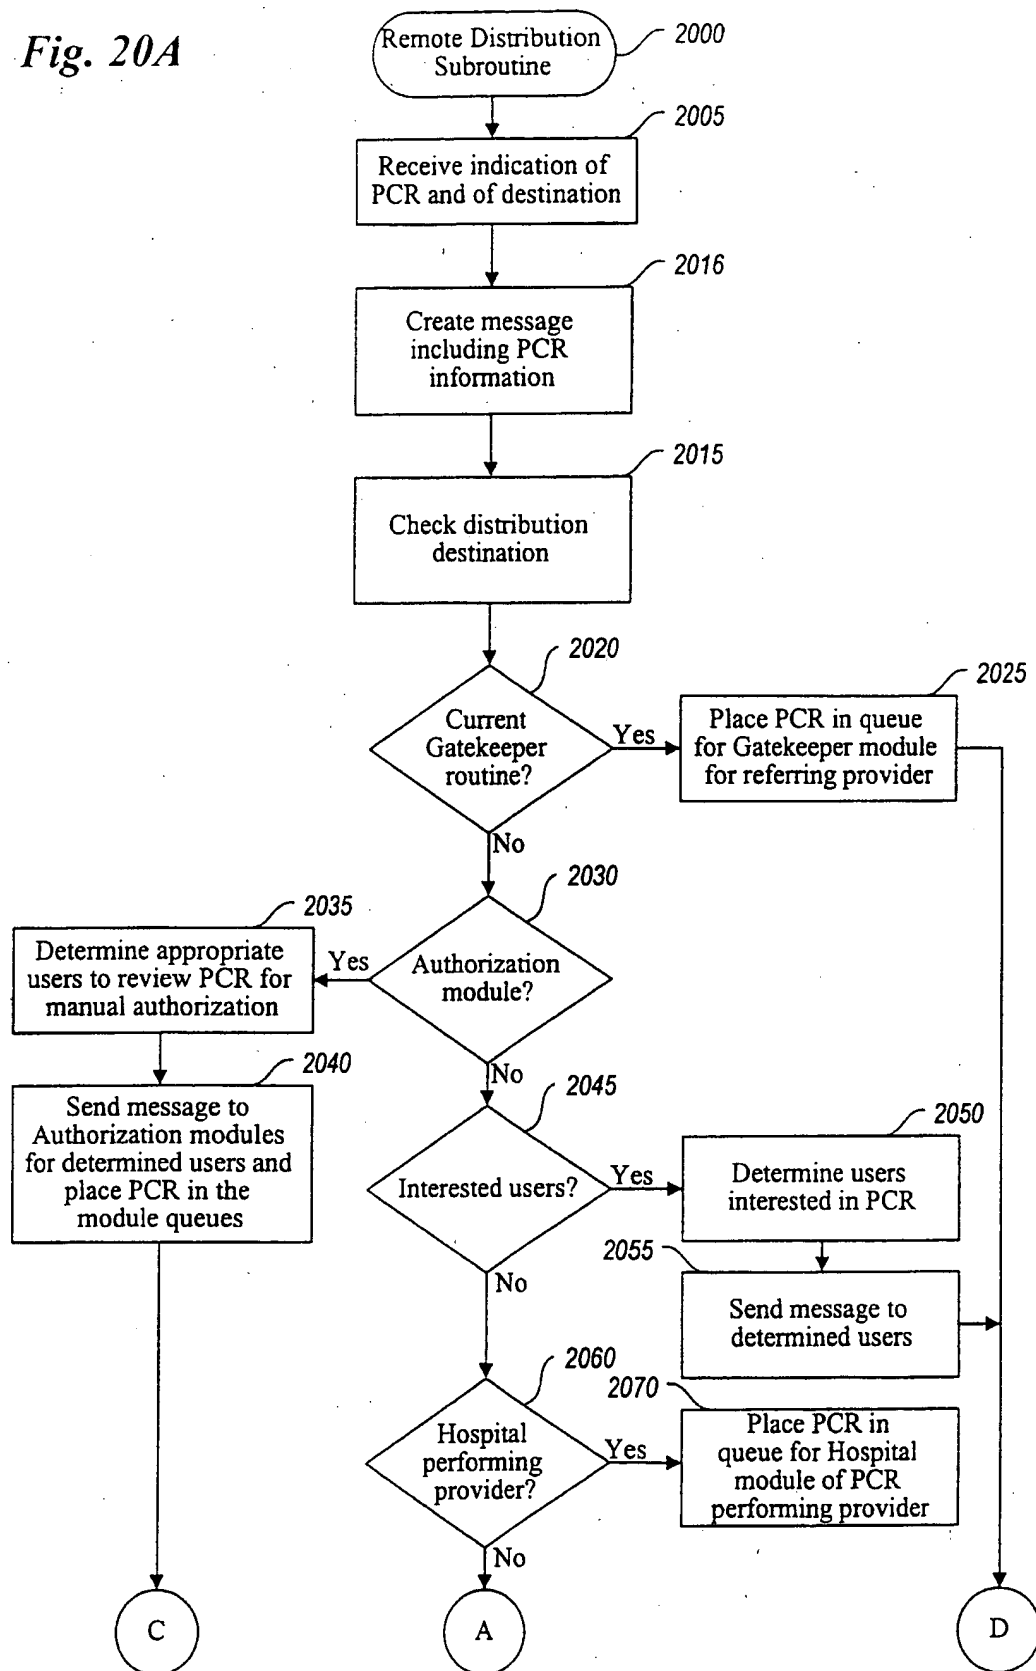 Fig. 20A
Remote Distribution
Subroutine
2000
2005
Receive indication of
PCR and of destination
2016
Create message
including PCR
information
2015
Check distribution
destination
2020
Current
Gatekeeper
routine?
Yes
No
2025
Place PCR in queue
for Gatekeeper module
for referring provider
2030
Authorization
module?
Yes
No
2035
Determine appropriate
users to review PCR for
manual authorization
2040
Send message to
Authorization modules
for determined users and
place PCR in the
module queues
2045
Interested users?
Yes
No
2050
Determine users
interested in PCR
2055
Send message to
determined users
2060
Hospital
performing
provider?
Yes
No
2070
Place PCR in
queue for Hospital
module of PCR
performing provider
C
A
D